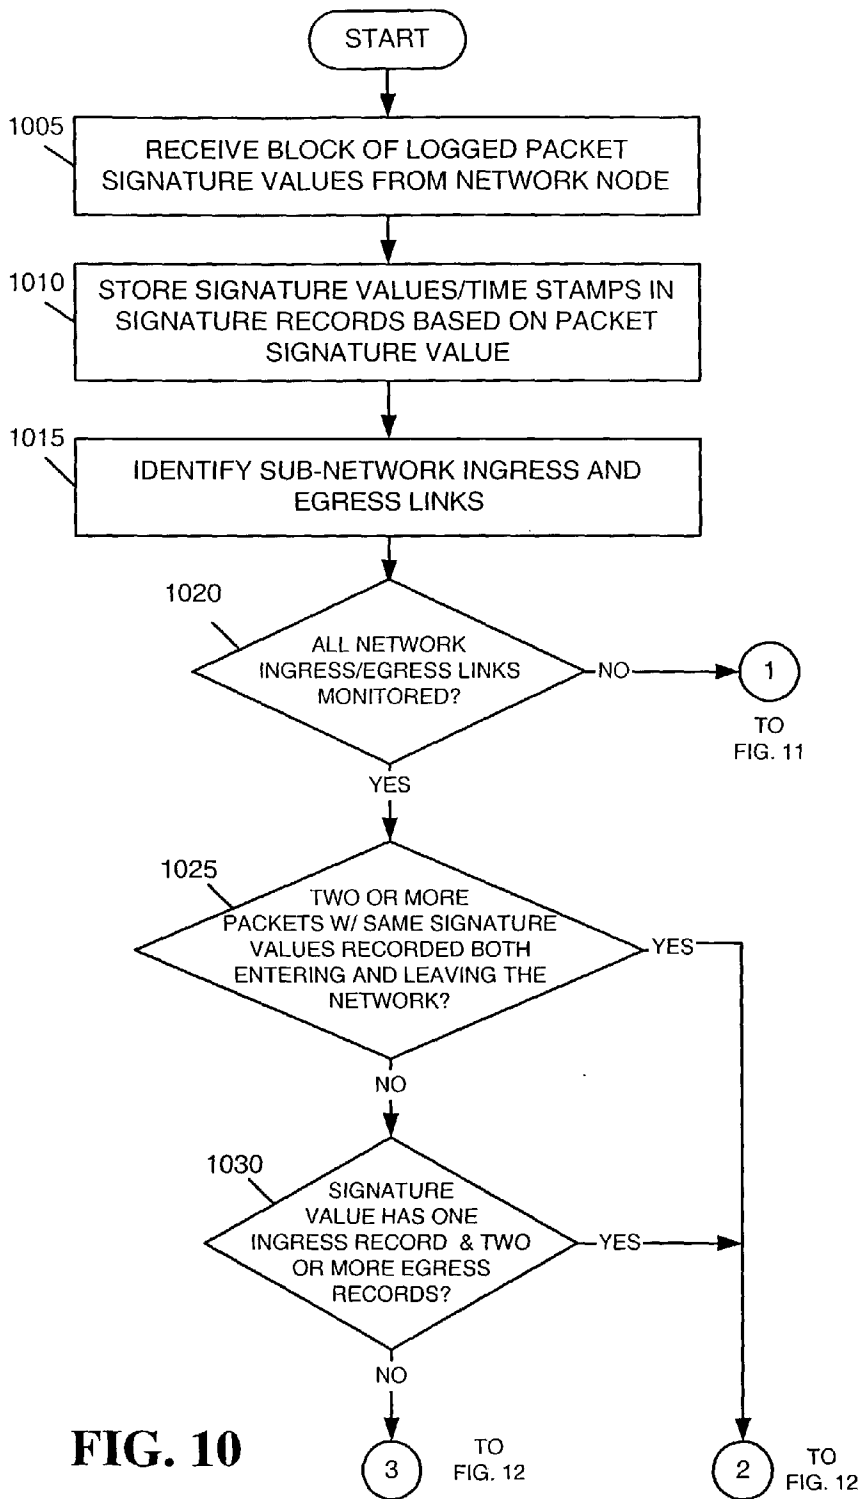 START
1005
RECEIVE BLOCK OF LOGGED PACKET
SIGNATURE VALUES FROM NETWORK NODE
1010
STORE SIGNATURE VALUES/TIME STAMPS IN
SIGNATURE RECORDS BASED ON PACKET
SIGNATURE VALUE
1015
IDENTIFY SUB-NETWORK INGRESS AND
EGRESS LINKS
1020
ALL NETWORK
INGRESS/EGRESS LINKS
MONITORED?
NO
1
TO
FIG. 11
YES
1025
TWO OR MORE
PACKETS W/ SAME SIGNATURE
VALUES RECORDED BOTH
ENTERING AND LEAVING THE
NETWORK?
YES
NO
1030
SIGNATURE
VALUE HAS ONE
INGRESS RECORD & TWO
OR MORE EGRESS
RECORDS?
YES
NO
FIG. 10
3
TO
FIG. 12
2
TO
FIG. 12